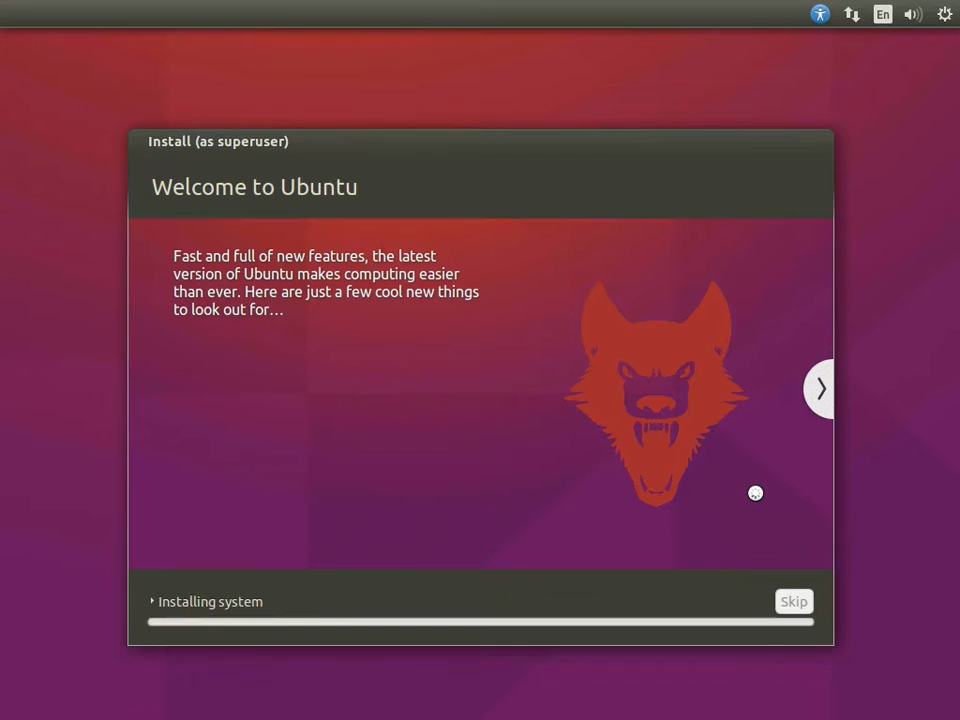 En
Install (as superuser)
Welcome to Ubuntu
Fast and full of new features, the latest
version of Ubuntu makes computing easier
than ever. Here are just a few cool new things
to look out for…
Installing system
Skip